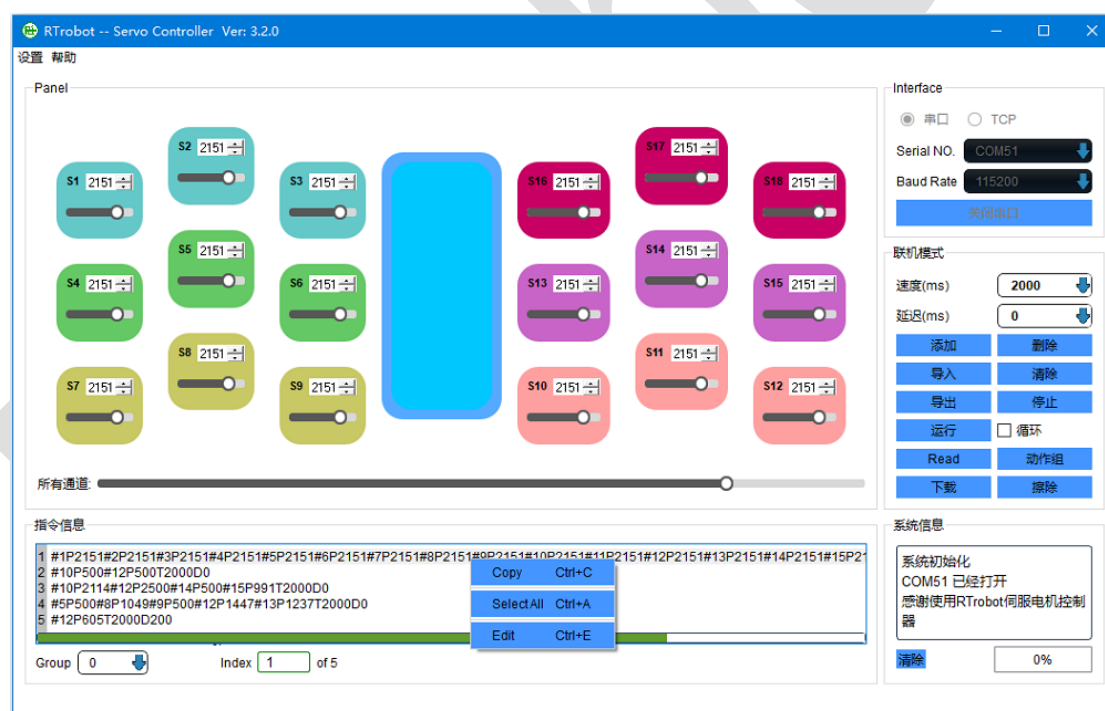 RTrobot -- Servo Controller Ver: 3.2.0
设置 帮助
Panel
S1 2151
S2 2151
S3 2151
S4 2151
S5 2151
S6 2151
S7 2151
S8 2151
S9 2151
S16 2151
S17 2151
S18 2151
S13 2151
S14 2151
S15 2151
S10 2151
S11 2151
S12 2151
所有通道:
Interface
串口 TCP
Serial NO. COM51
Baud Rate 115200
关闭串口
联机模式
速度(ms) 2000
延迟(ms) 0
添加 删除
导入 清除
导出 停止
运行 循环
Read 动作组
下载 擦除
指令信息
1 #1P2151#2P2151#3P2151#4P2151#5P2151#6P2151#7P2151#8P2151#9P2151#10P2151#11P2151#12P2151#13P2151#14P2151#15P21
2 #10P500#12P500T2000D0
3 #10P2114#12P2500#14P500#15P991T2000D0
4 #5P500#8P1049#9P500#12P1447#13P1237T2000D0
5 #12P605T2000D200
Copy Ctrl+C
SelectAll Ctrl+A
Edit Ctrl+E
Group 0 Index 1 of 5
系统信息
系统初始化
COM51 已经打开
感谢使用RTrobot伺服电机控制
器
清除 0%